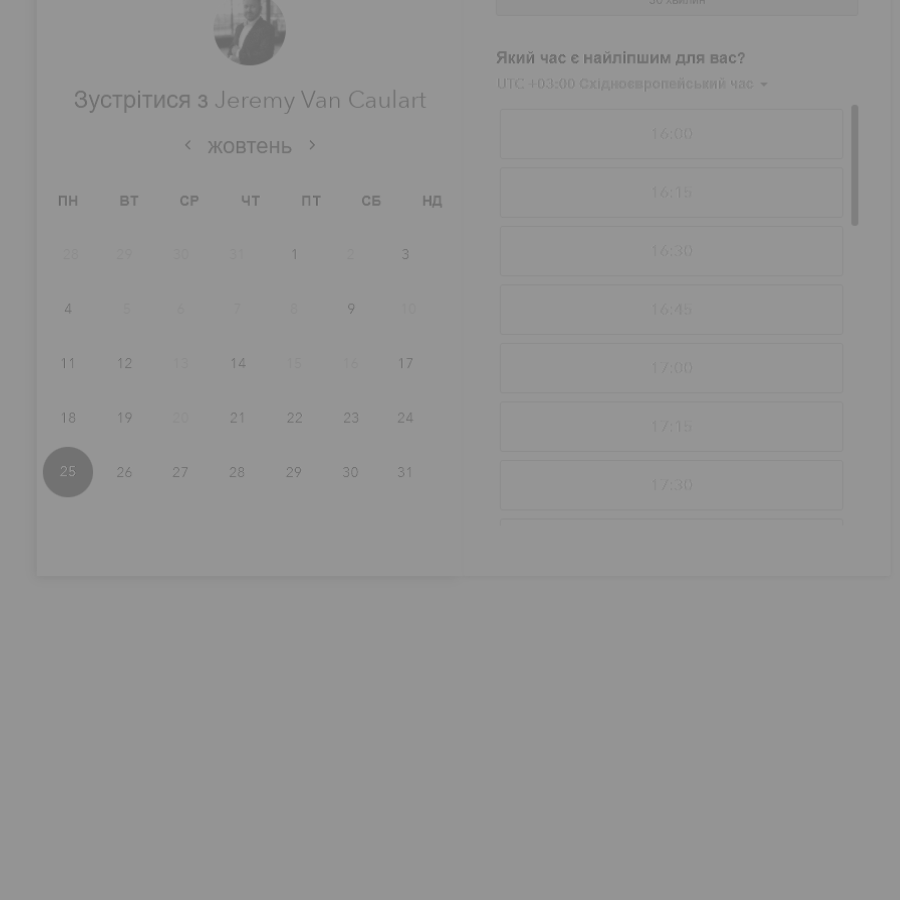 Зустрітися з Jeremy Van Caulart
жовтень
ПН ВТ СР ЧТ ПТ СБ НД
28 29 30 31 1 2 3
4 5 6 7 8 9 10
11 12 13 14 15 16 17
18 19 20 21 22 23 24
25 26 27 28 29 30 31
30 хвилин
Який час є найліпшим для вас?
UTC +03:00 Східноєвропейський час
16:00
16:15
16:30
16:45
17:00
17:15
17:30